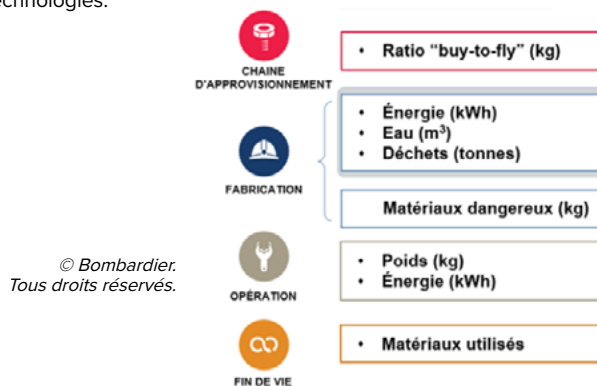 echnologies.
CHAINE
D'APPROVISIONNEMENT
• Ratio “buy-to-fly” (kg)
FABRICATION
• Énergie (kWh)
• Eau (m³)
• Déchets (tonnes)
Matériaux dangereux (kg)
© Bombardier.
Tous droits réservés.
OPÉRATION
• Poids (kg)
• Énergie (kWh)
FIN DE VIE
• Matériaux utilisés